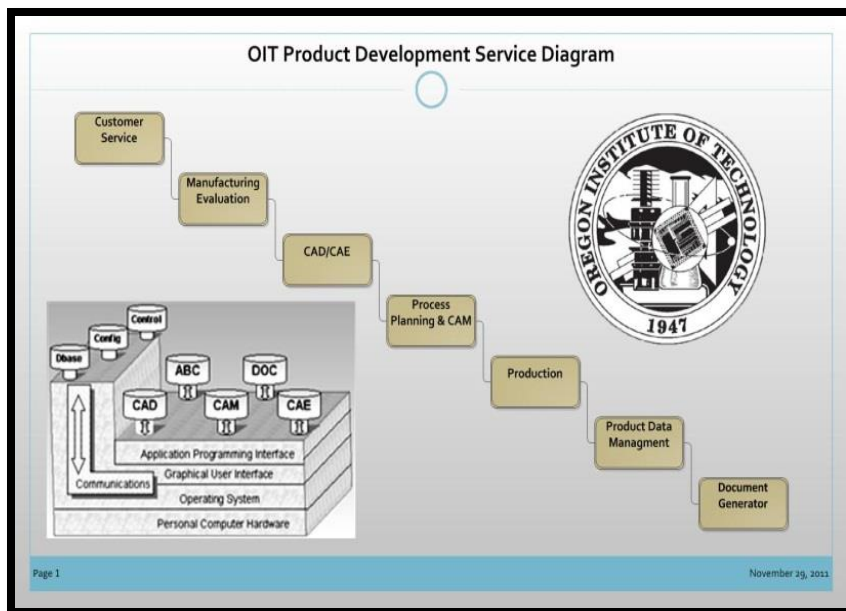 OIT Product Development Service Diagram
Customer
Service
Manufacturing
Evaluation
CAD/CAE
Process
Planning & CAM
Production
Product Data
Managment
Document
Generator
OREGON INSTITUTE OF TECHNOLOGY
1947
Control
Config
Dbase
ABC
DOC
CAD
CAM
CAE
Application Programming Interface
Graphical User Interface
Communications
Operating System
Personal Computer Hardware
Page 1
November 29, 2011